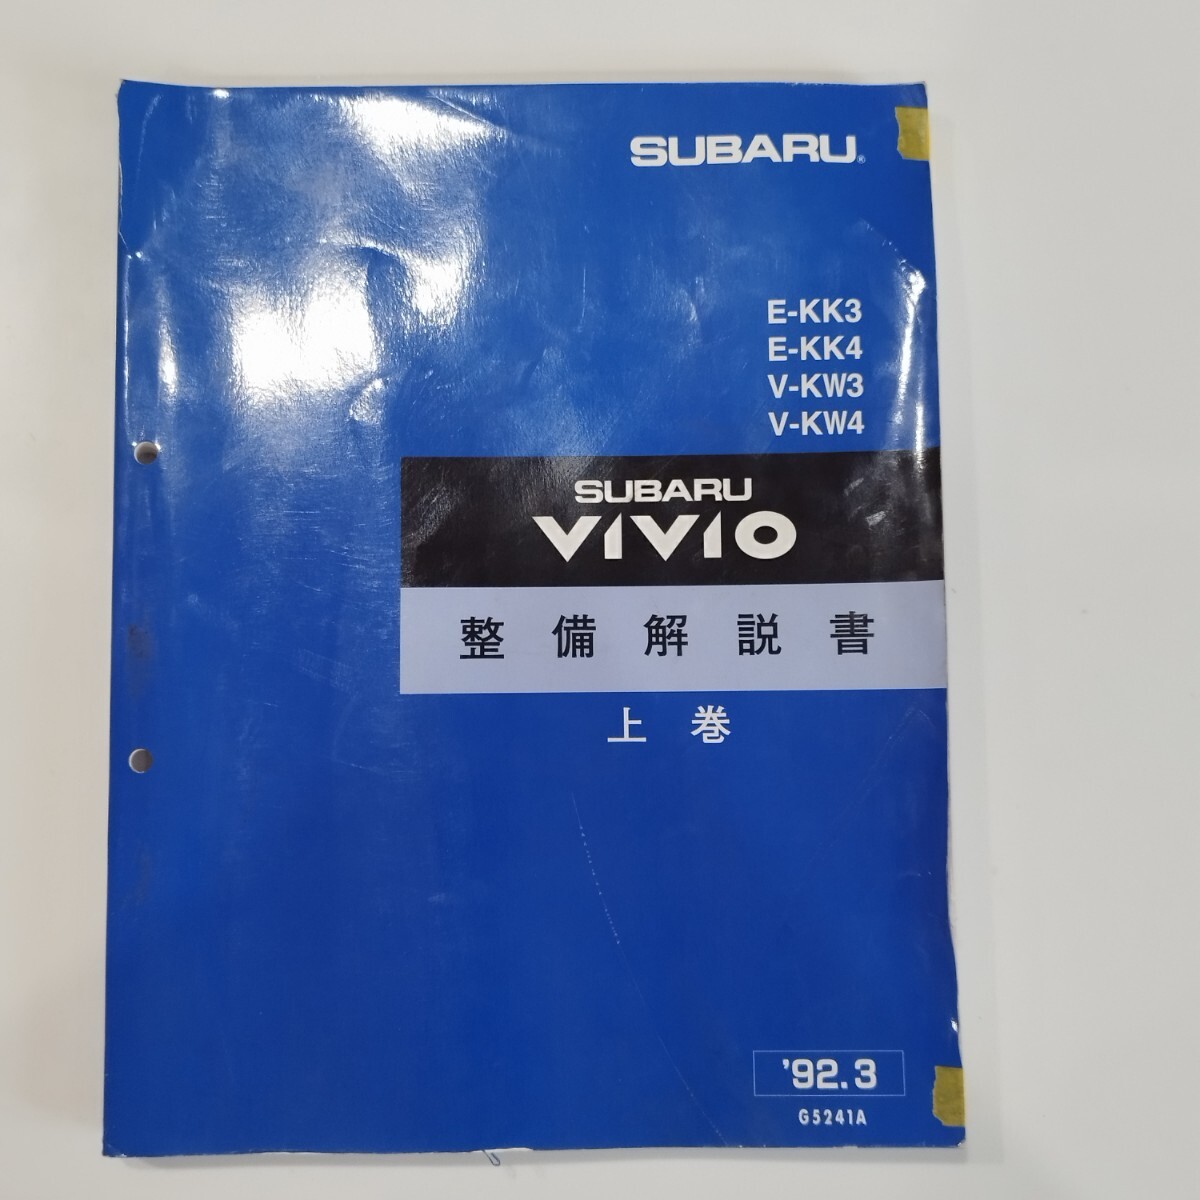 SUBARU®
E-KK3
E-KK4
V-KW3
V-KW4
SUBARU
VIVIO
整備解説書
上巻
'92.3
G5241A